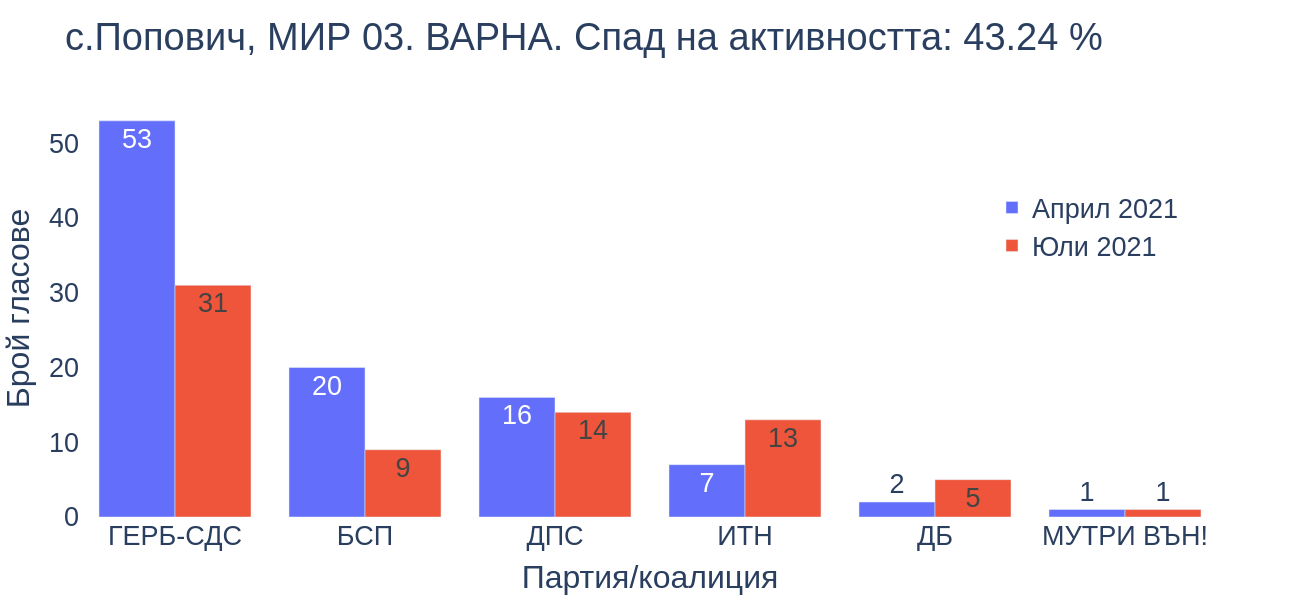 с.Попович, МИР 03. ВАРНА. Спад на активността: 43.24 %
Брой гласове
50
40
30
20
10
0
53
31
20
9
16
14
7
13
2
5
1
1
Април 2021
Юли 2021
ГЕРБ-СДС
БСП
ДПС
ИТН
ДБ
МУТРИ ВЪН!
Партия/коалиция